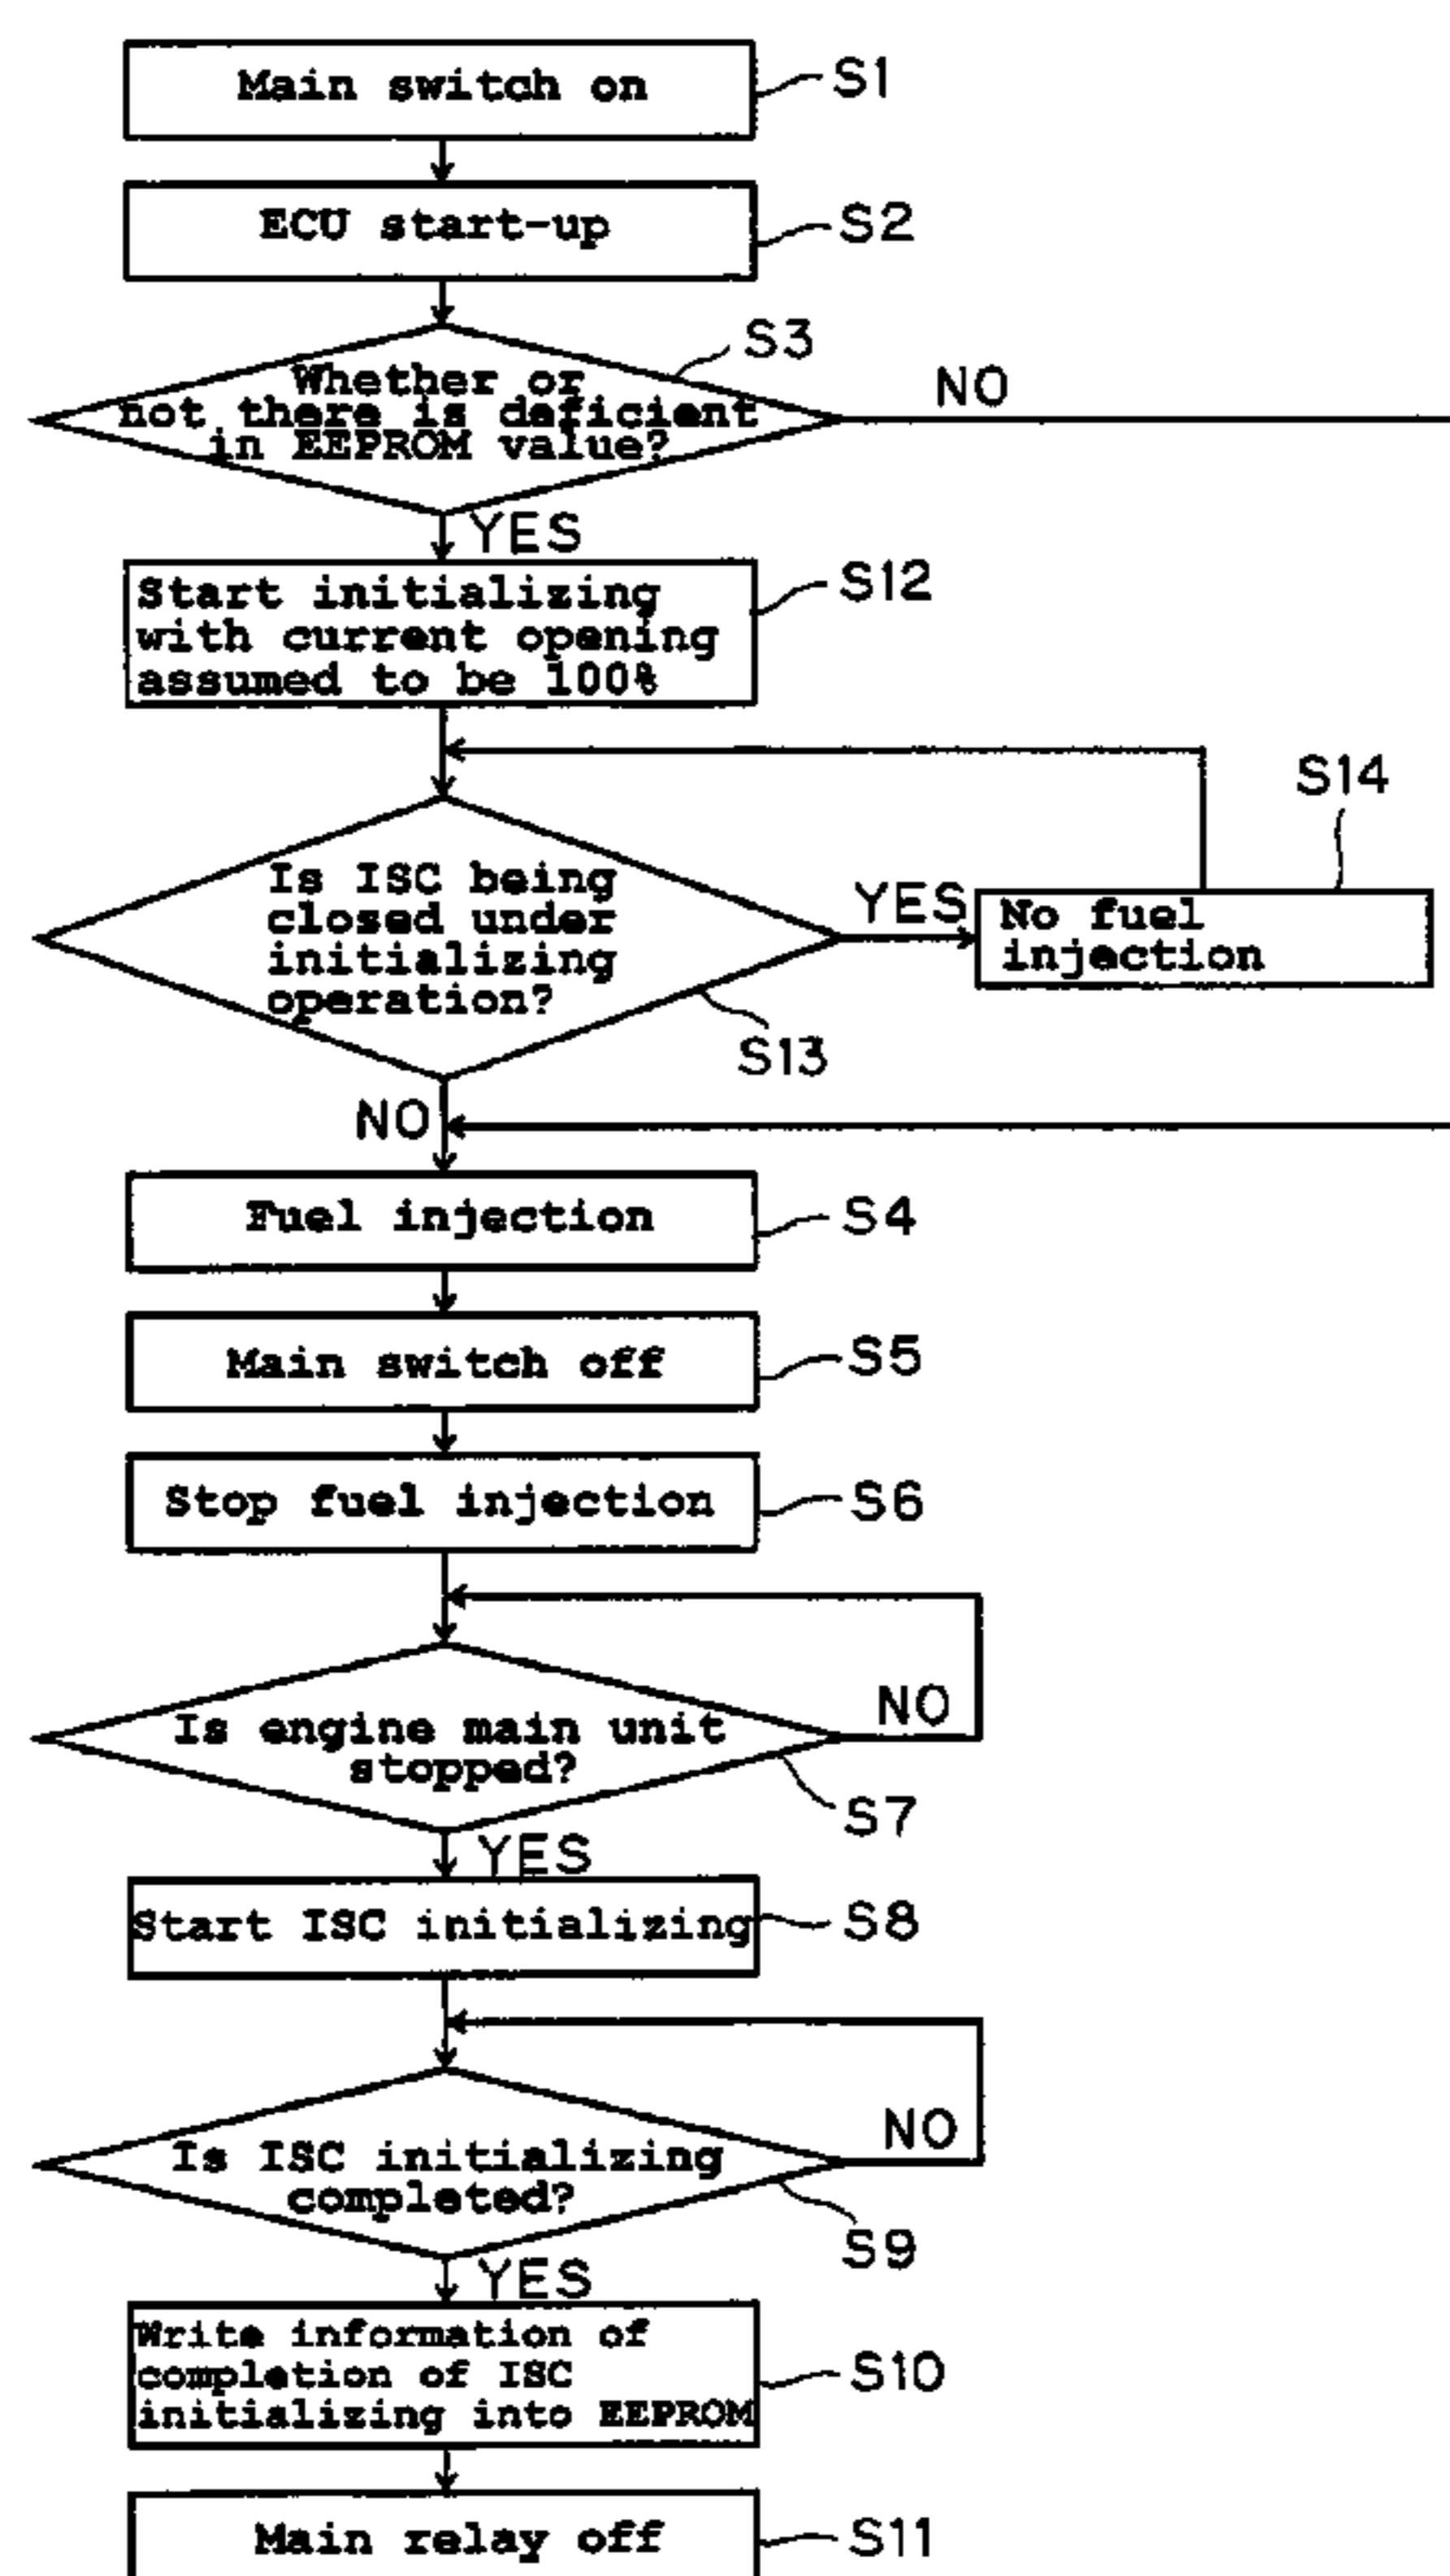 Main switch on
S1
ECU start-up
S2
S3
Whether or
not there is deficient
in EEPROM value?
NO
YES
Start initializing
with current opening
assumed to be 100%
S12
S14
Is ISC being
closed under
initializing
operation?
YES
No fuel
injection
S13
NO
Fuel injection
S4
Main switch off
S5
Stop fuel injection
S6
Is engine main unit
stopped?
NO
S7
YES
Start ISC initializing
S8
Is ISC initializing
completed?
NO
S9
YES
Write information of
completion of ISC
initializing into EEPROM
S10
Main relay off
S11